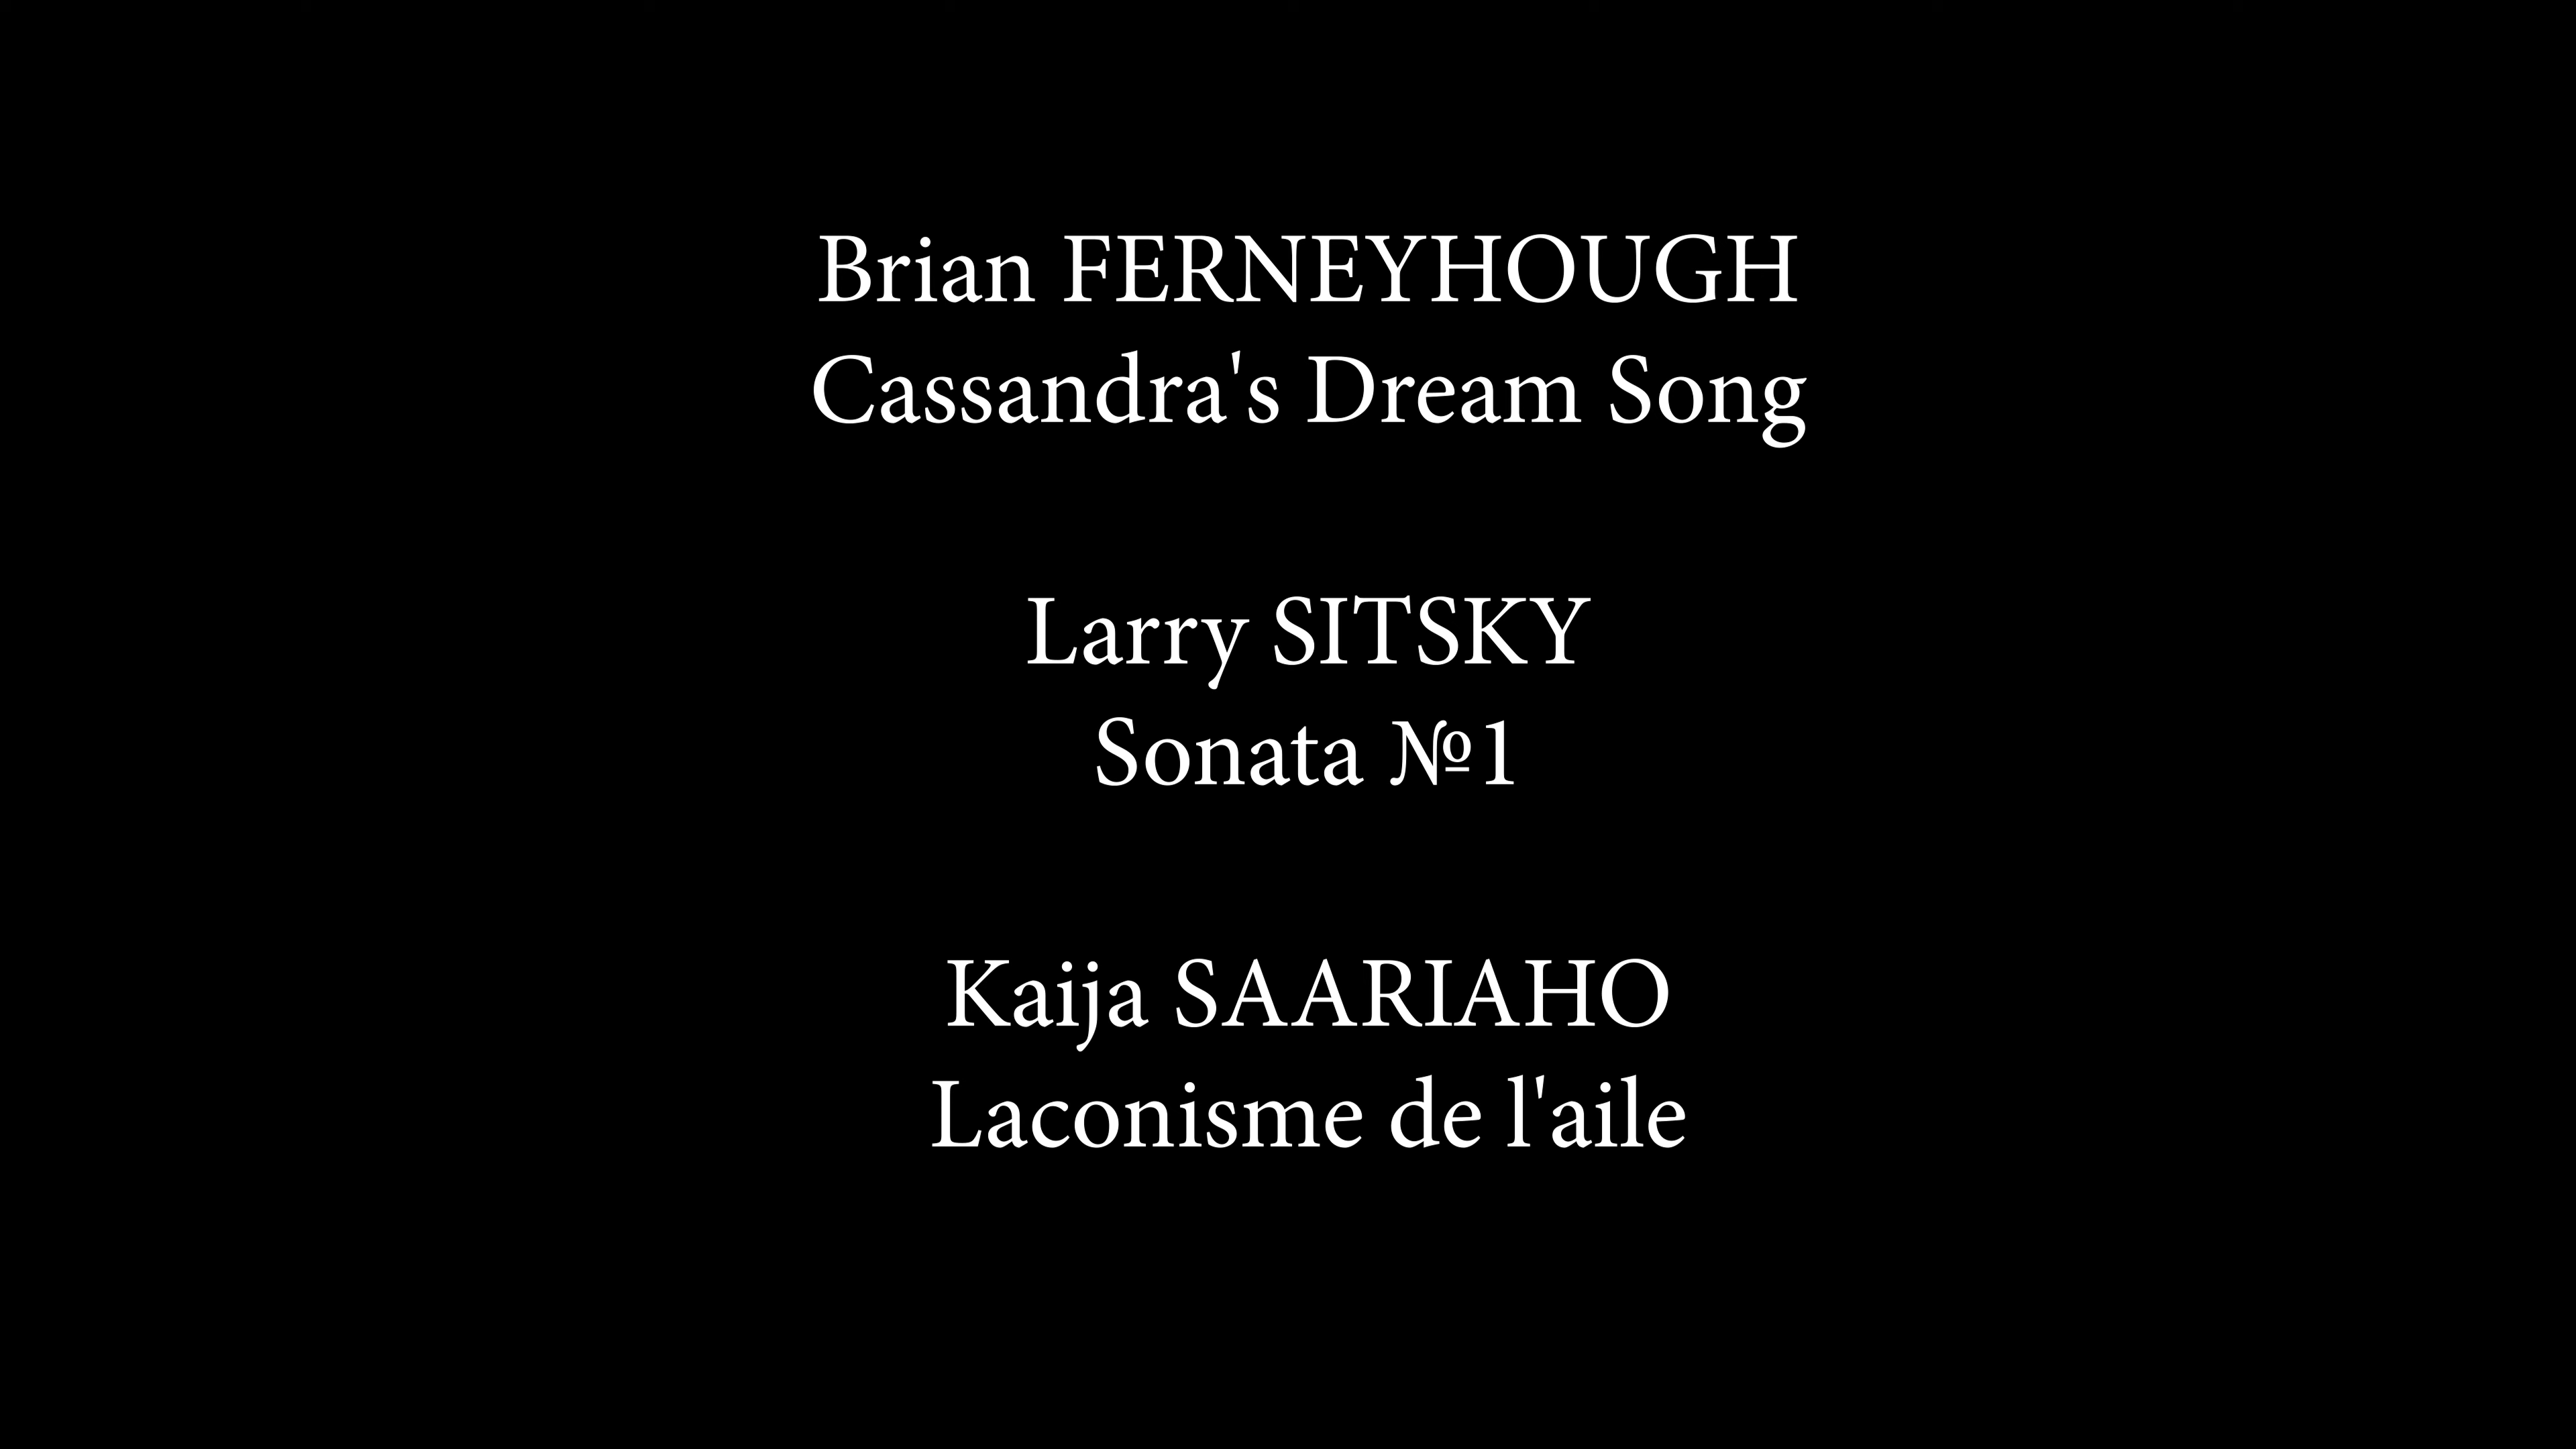 Brian FERNEYHOUGH
Cassandra's Dream Song
Larry SITSKY
Sonata №1
Kaija SAARIAHO
Laconisme de l'aile